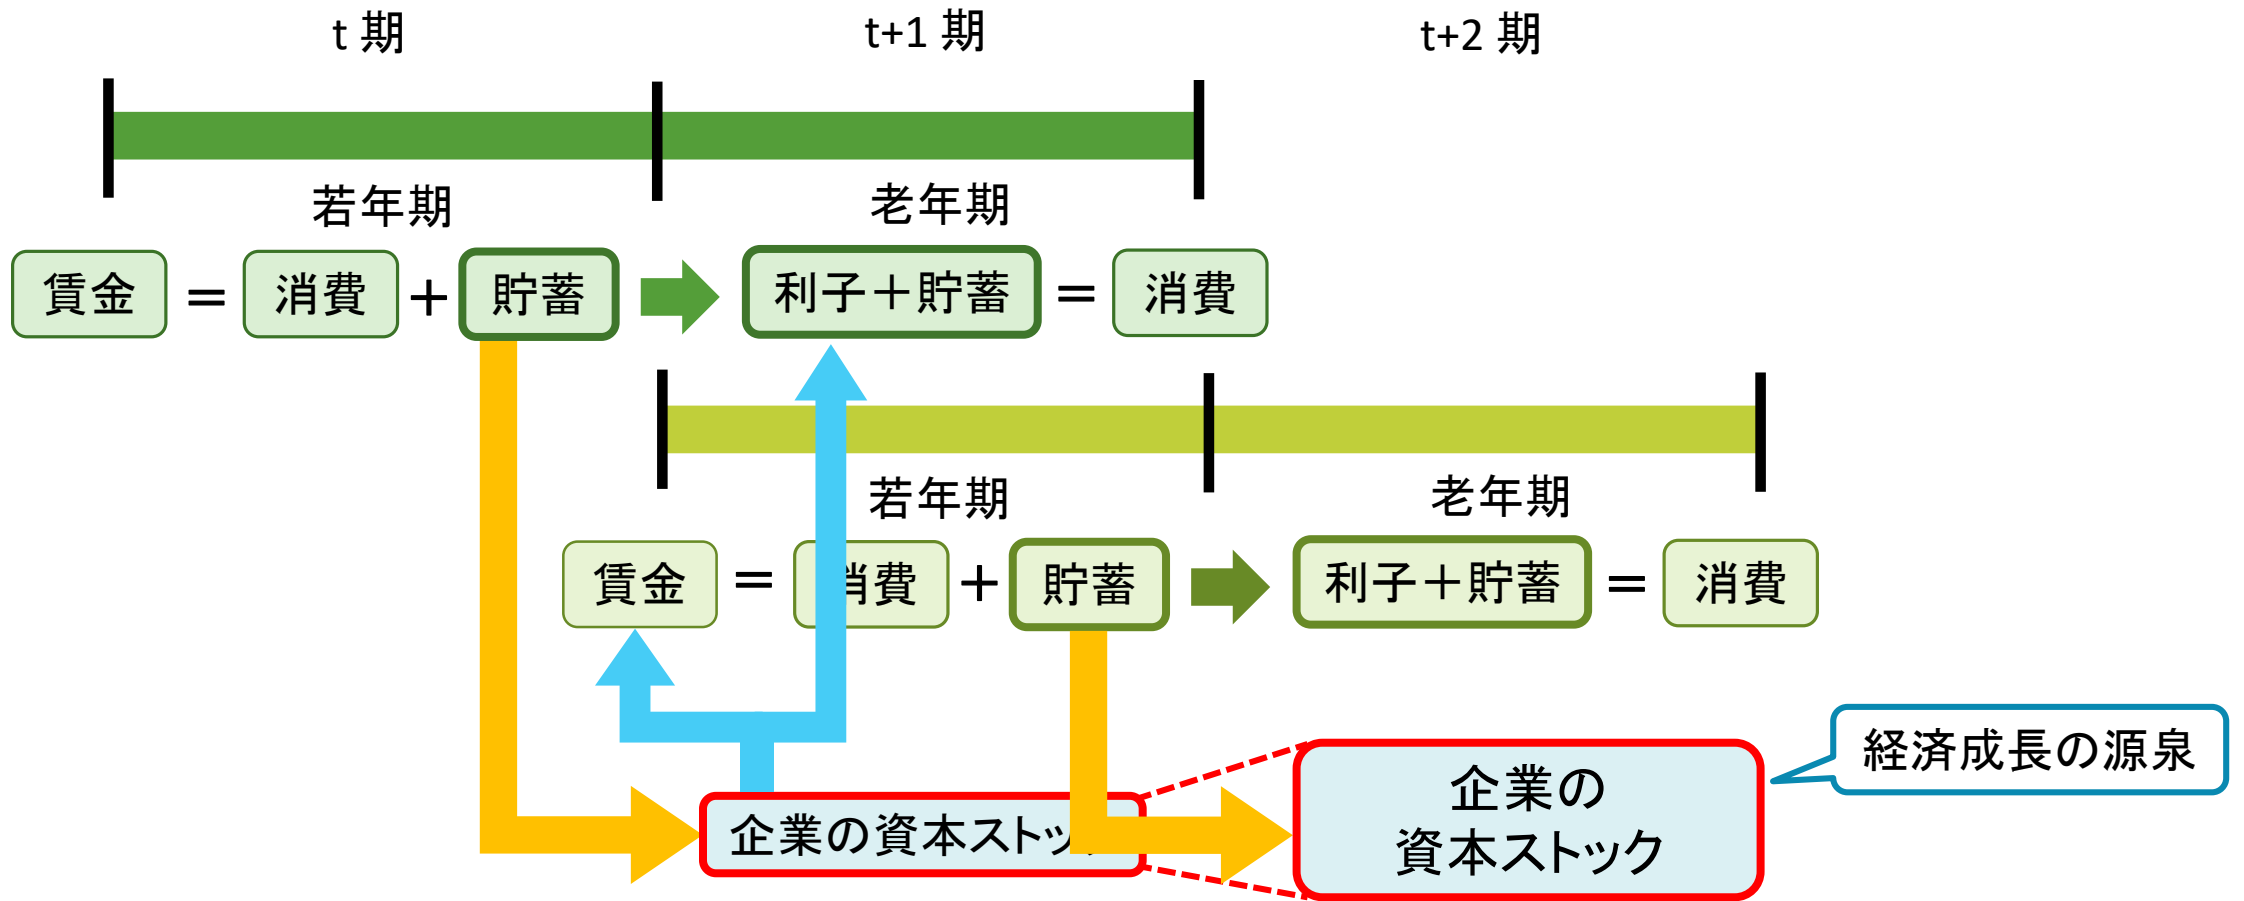 t 期
t+1 期
t+2 期
若年期
老年期
賃金 = 消費 + 貯蓄
利子＋貯蓄 = 消費
若年期
老年期
賃金 = 消費 + 貯蓄
利子＋貯蓄 = 消費
経済成長の源泉
企業の資本ストック
企業の
資本ストック